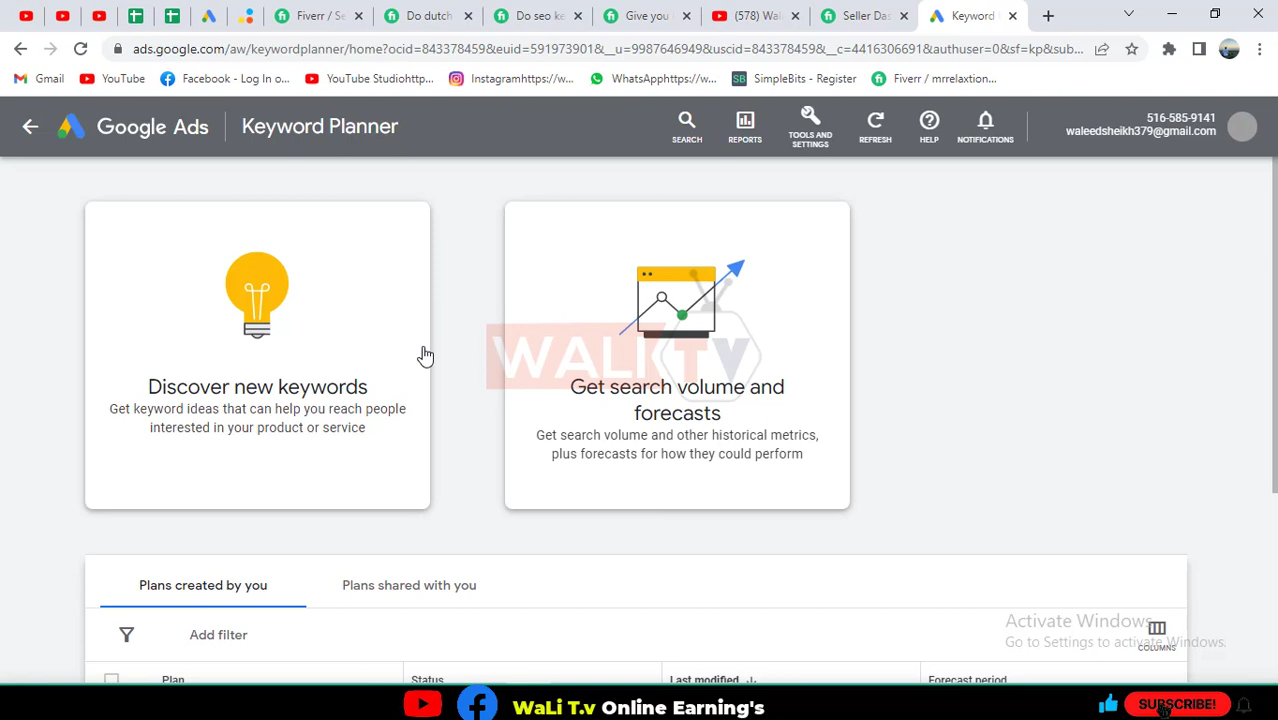 Fiverr / Se
Do dutch
Do seo ke
Give you
(578) Wa
Seller Das
Keyword
ads.google.com/aw/keywordplanner/home?ocid=843378459&euid=591973901&__u=9987646949&uscid=843378459&__c=4416306691&authuser=0&sf=kp&sub...
Gmail
YouTube
Facebook - Log In o...
YouTube Studiohttp...
Instagramhttps://w...
WhatsApphttps://w...
SB
SimpleBits - Register
Fiverr / mrrelaxtion...
Google Ads
Keyword Planner
SEARCH
REPORTS
TOOLS AND
SETTINGS
REFRESH
HELP
NOTIFICATIONS
516-585-9141
waleedsheikh379@gmail.com
Discover new keywords
Get keyword ideas that can help you reach people
interested in your product or service
WALi TV
Get search volume and
forecasts
Get search volume and other historical metrics,
plus forecasts for how they could perform
Plans created by you
Plans shared with you
Add filter
COLUMNS
Activate Windows
Go to Settings to activate Windows.
Plan
Status
Last modified
Forecast period
WaLi T.v Online Earning's
SUBSCRIBE!